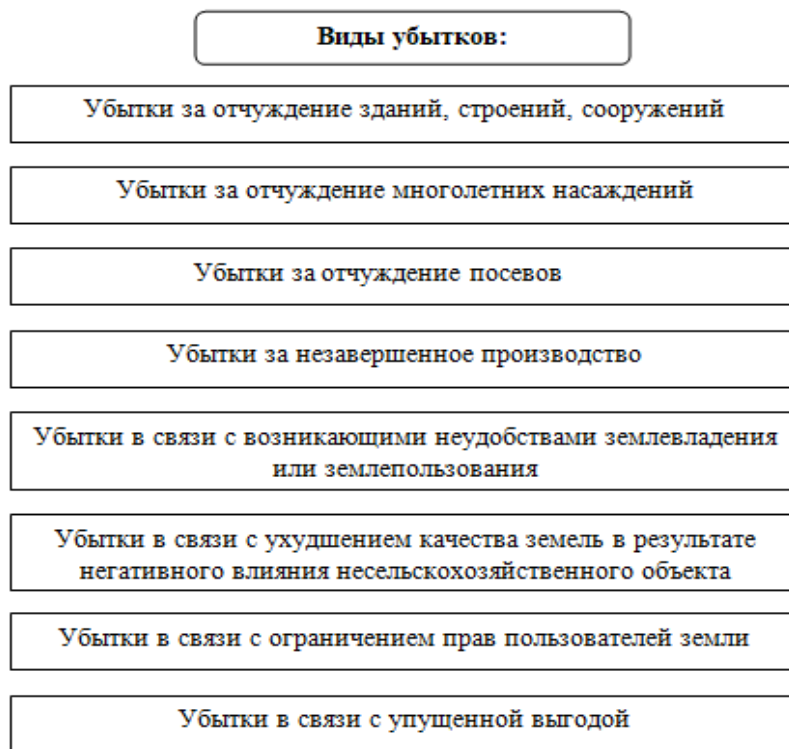 Виды убытков:
Убытки за отчуждение зданий, строений, сооружений
Убытки за отчуждение многолетних насаждений
Убытки за отчуждение посевов
Убытки за незавершенное производство
Убытки в связи с возникающими неудобствами землевладения
или землепользования
Убытки в связи с ухудшением качества земель в результате
негативного влияния несельскохозяйственного объекта
Убытки в связи с ограничением прав пользователей земли
Убытки в связи с упущенной выгодой